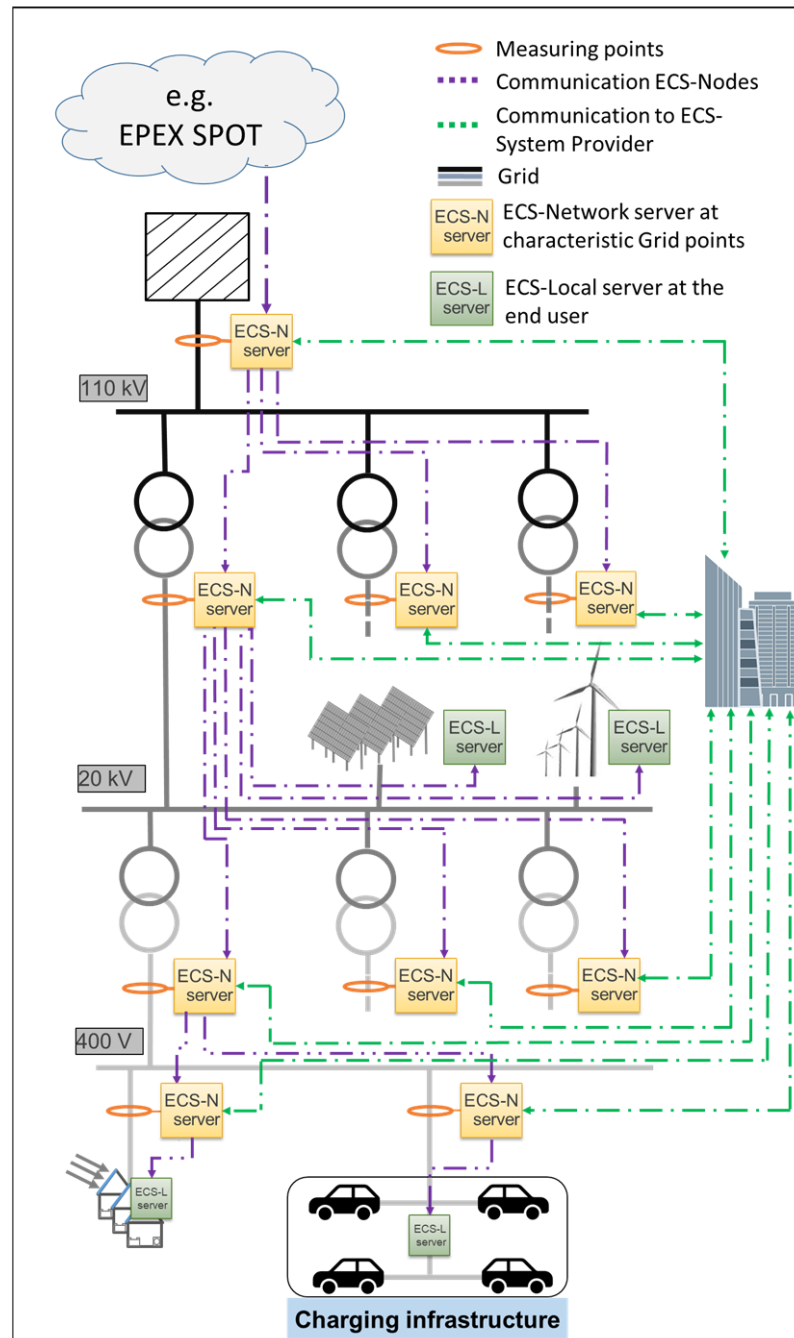 e.g.
EPEX SPOT
Measuring points
Communication ECS-Nodes
Communication to ECS-
System Provider
Grid
ECS-N
server
ECS-Network server at
characteristic Grid points
ECS-L
server
ECS-Local server at the
end user
ECS-N
server
110 kV
ECS-N
server
ECS-N
server
ECS-N
server
ECS-L
server
ECS-L
server
20 kV
ECS-N
server
ECS-N
server
ECS-N
server
400 V
ECS-N
server
ECS-N
server
ECS-L
server
ECS-L
server
Charging infrastructure